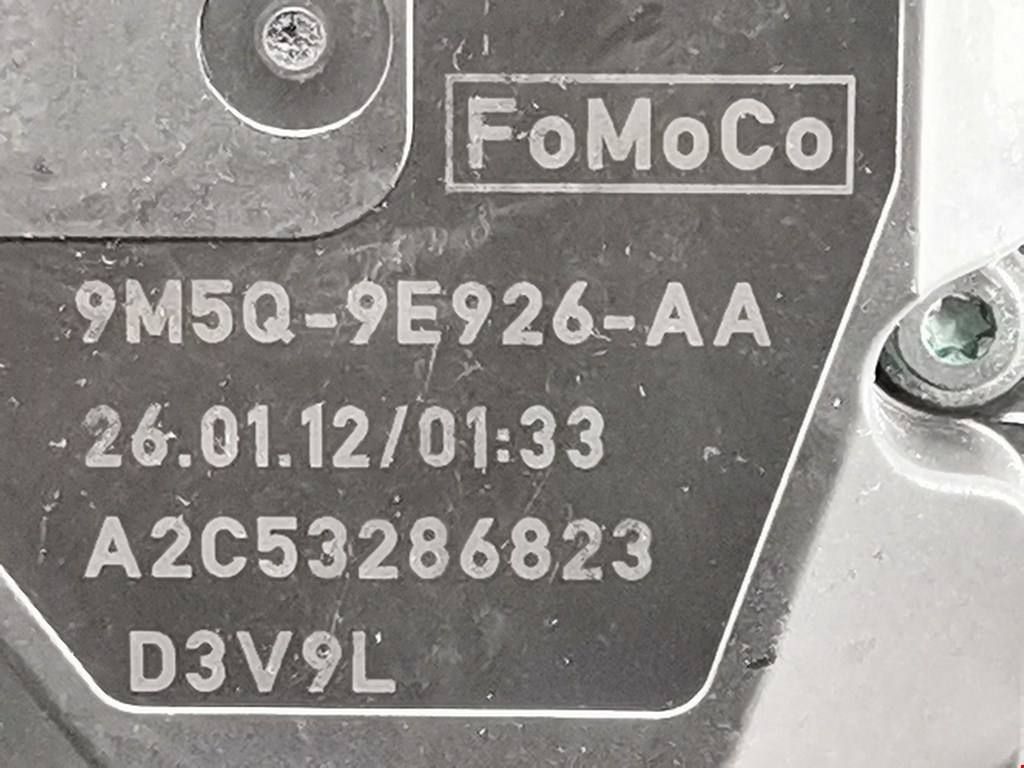 FoMoCo
9M5Q-9E926-AA
26.01.12/01:33
A2C53286823
D3V9L